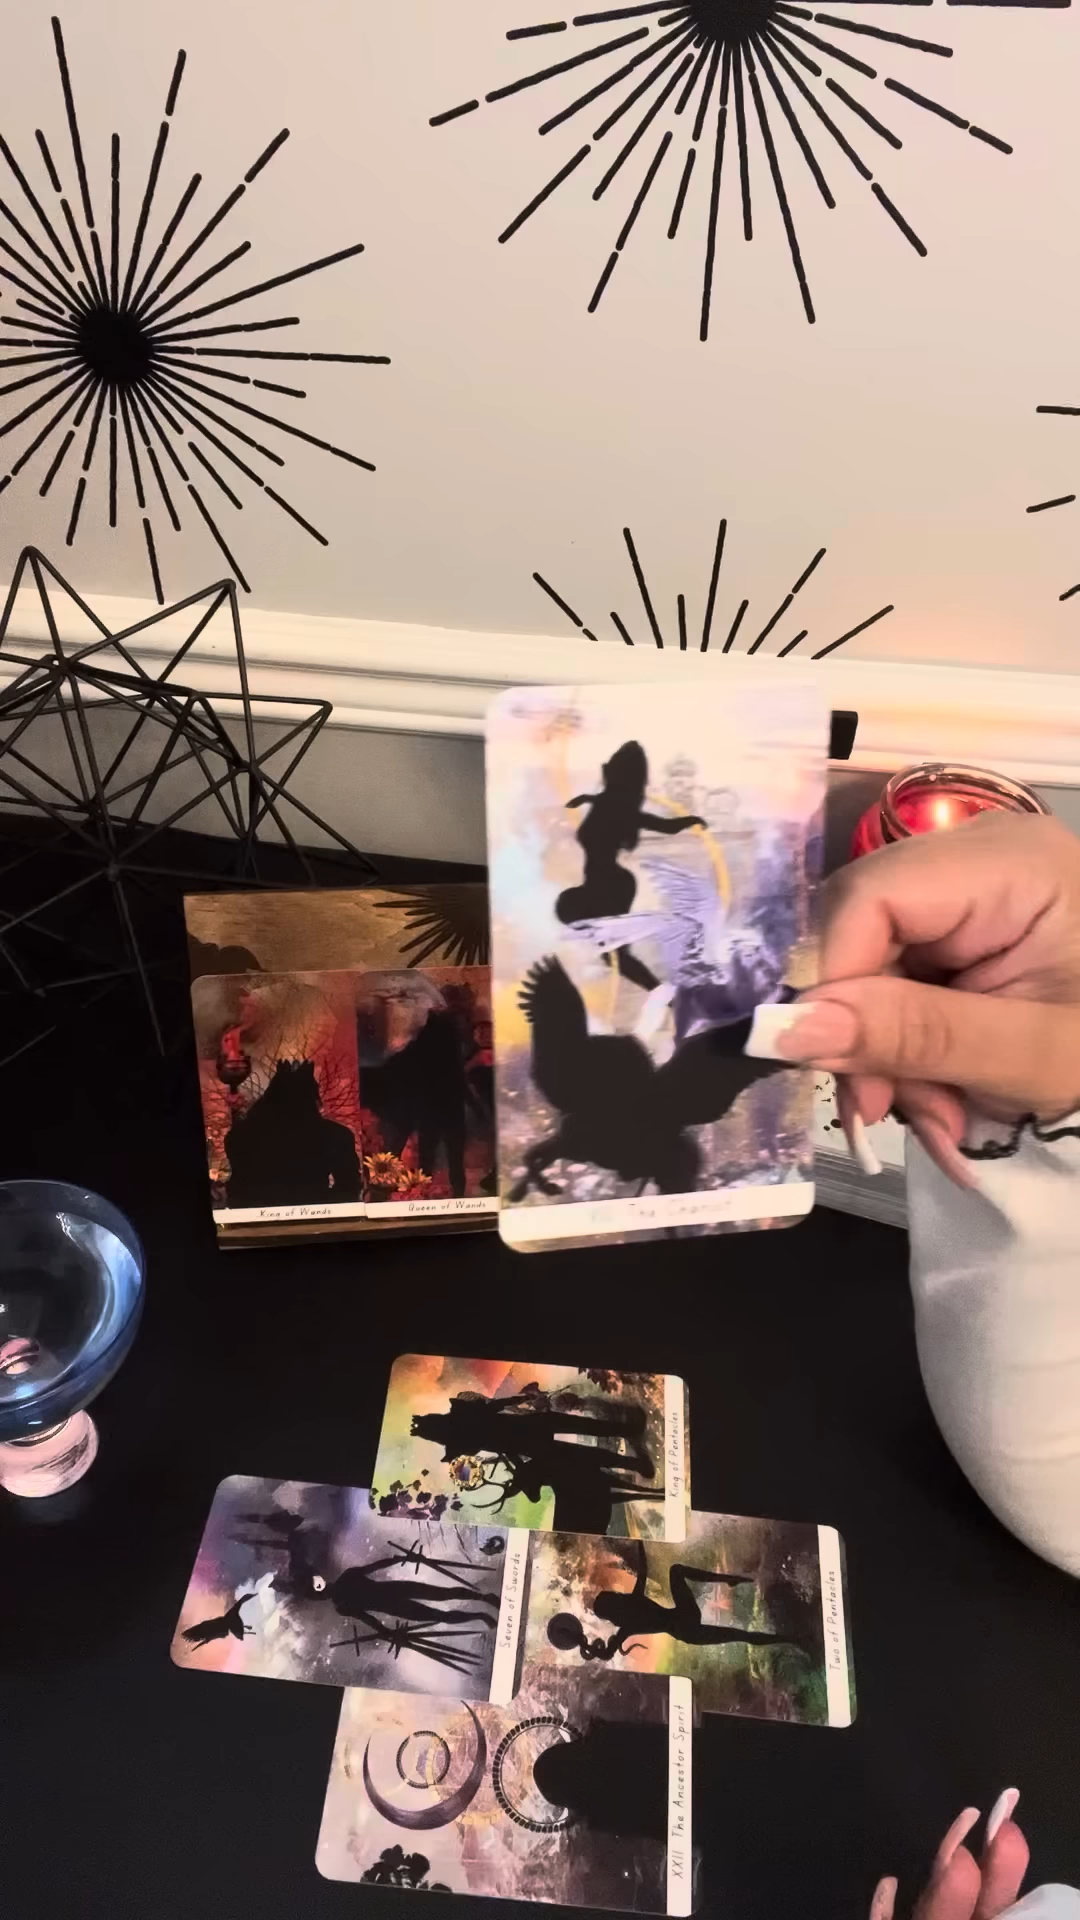 VII The Chariot
King of Wands
Queen of Wands
King of Pentacles
Seven of Swords
Two of Pentacles
XXII The Ancestor Spirit